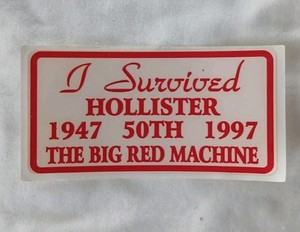 I Survived
HOLLISTER
1947 50TH 1997
THE BIG RED MACHINE